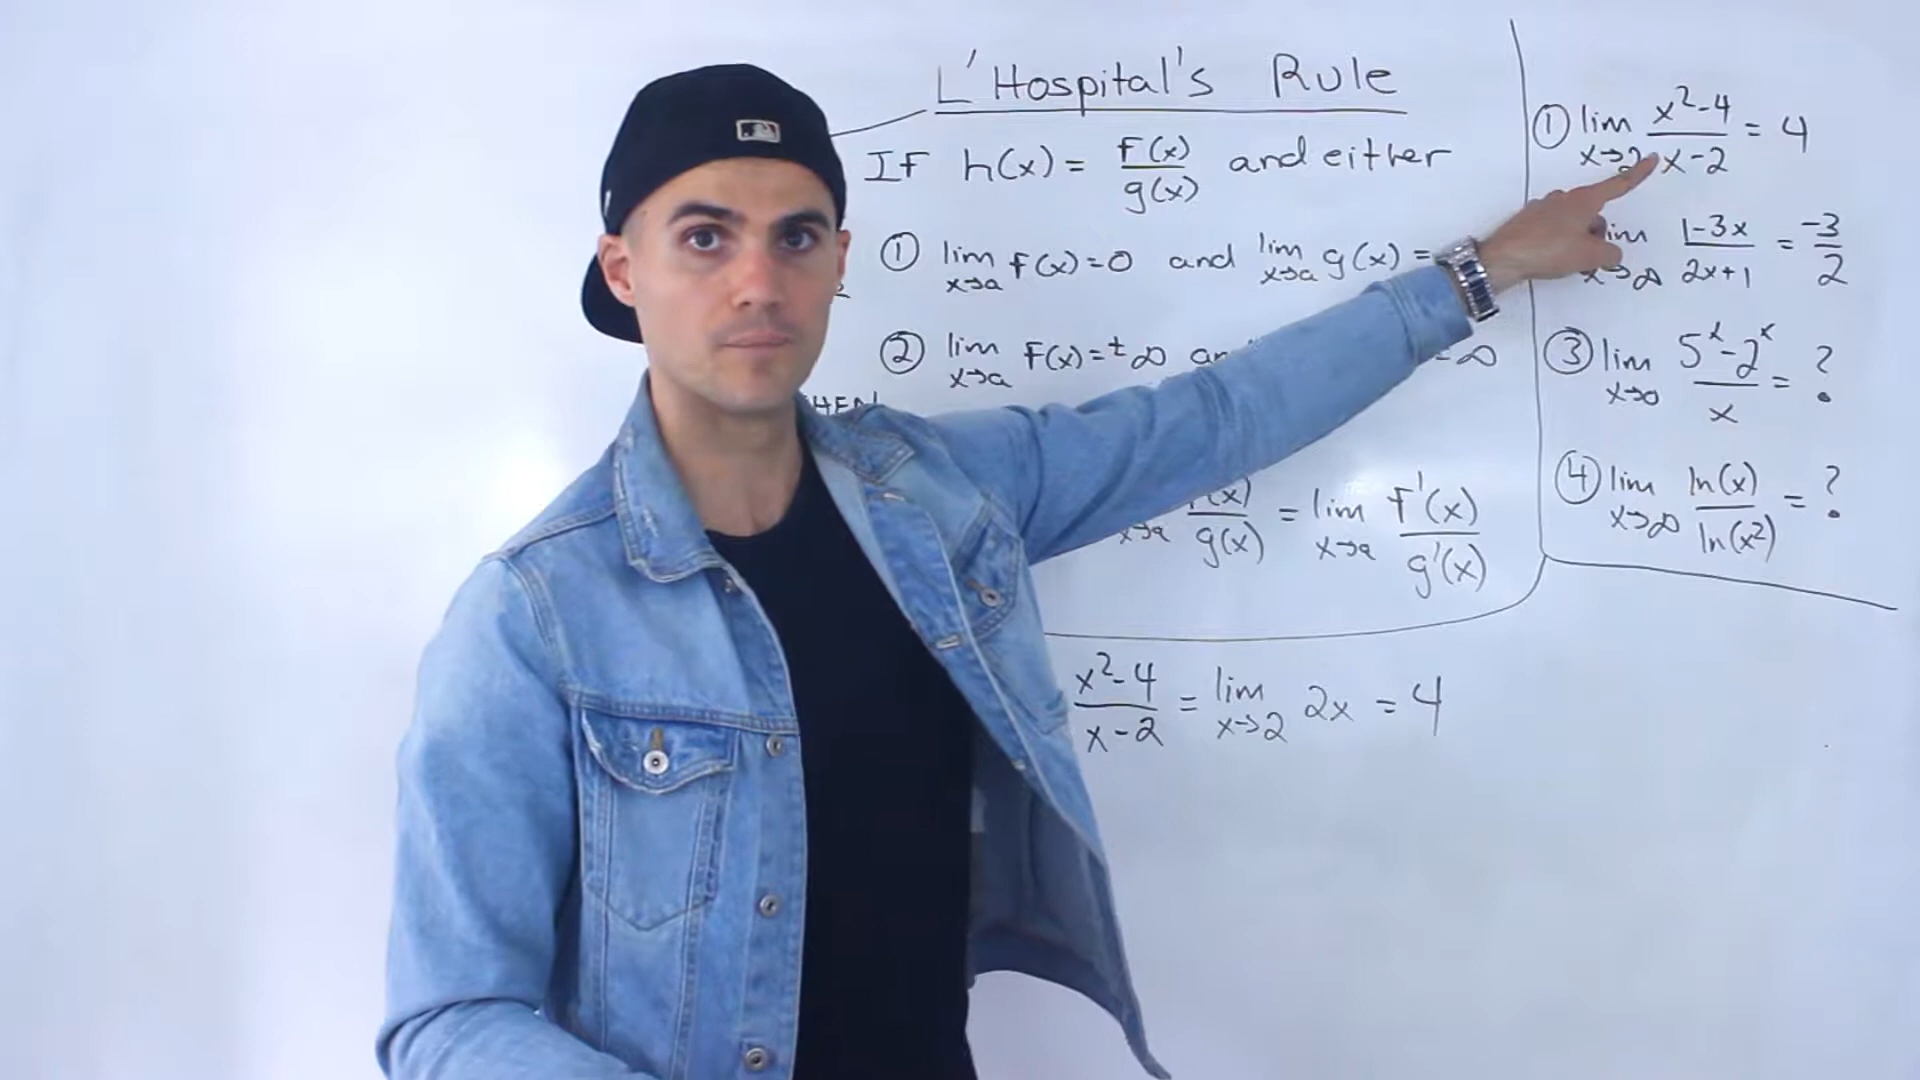 L'Hospital's Rule
If h(x) = f(x)/g(x) and either
① lim x→a f(x)=0 and lim x→a g(x)=
② lim x→a f(x)=±∞ =∞
x→a f(x)/g(x) = lim x→a f'(x)/g'(x)
x²-4/x-2 = lim x→2 2x = 4
① lim x→2 x²-4/x-2 = 4
lim x→∞ 1-3x/2x+1 = -3/2
③ lim x→0 5ˣ-2ˣ/x = ?
④ lim x→∞ ln(x)/ln(x²) = ?